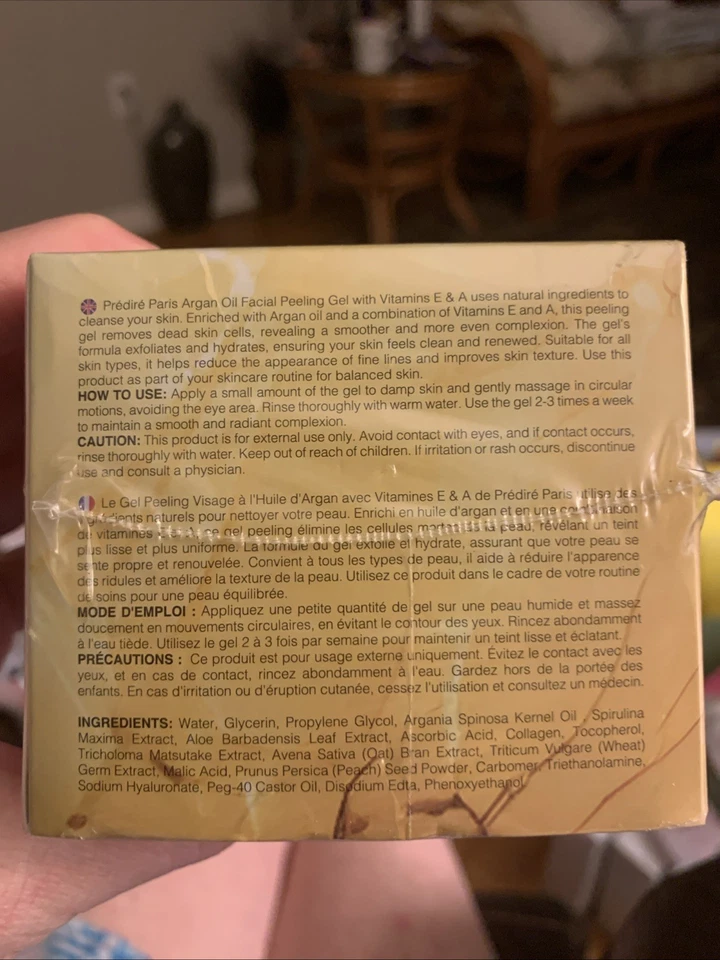 Prédiré Paris Argan Oil Facial Peeling Gel with Vitamins E & A uses natural ingredients to
cleanse your skin. Enriched with Argan oil and a combination of Vitamins E and A, this peeling
gel removes dead skin cells, revealing a smoother and more even complexion. The gel's
formula exfoliates and hydrates, ensuring your skin feels clean and renewed. Suitable for all
skin types, it helps reduce the appearance of fine lines and improves skin texture. Use this
product as part of your skincare routine for balanced skin.
HOW TO USE: Apply a small amount of the gel to damp skin and gently massage in circular
motions, avoiding the eye area. Rinse thoroughly with warm water. Use the gel 2-3 times a week
to maintain a smooth and radiant complexion.
CAUTION: This product is for external use only. Avoid contact with eyes, and if contact occurs,
rinse thoroughly with water. Keep out of reach of children. If irritation or rash occurs, discontinue
use and consult a physician.
Le Gel Peeling Visage à l'Huile d'Argan avec Vitamines E & A de Prédiré Paris utilise des
ingrédients naturels pour nettoyer votre peau. Enrichi en huile d'argan et en une combinaison
de vitamines gel peeling élimine les cellules mortes de la peau, révélant un teint
plus lisse et plus uniforme. La formule du gel exfolie et hydrate, assurant que votre peau se
sente propre et renouvelée. Convient à tous les types de peau, il aide à réduire l'apparence
des ridules et améliore la texture de la peau. Utilisez ce produit dans le cadre de votre routine
de soins pour une peau équilibrée.
MODE D'EMPLOI : Appliquez une petite quantité de gel sur une peau humide et massez
doucement en mouvements circulaires, en évitant le contour des yeux. Rincez abondamment
à l'eau tiède. Utilisez le gel 2 à 3 fois par semaine pour maintenir un teint lisse et éclatant.
PRÉCAUTIONS : Ce produit est pour usage externe uniquement. Évitez le contact avec les
yeux, et en cas de contact, rincez abondamment à l'eau. Gardez hors de la portée des
enfants. En cas d'irritation ou d'éruption cutanée, cessez l'utilisation et consultez un médecin.
INGREDIENTS: Water, Glycerin, Propylene Glycol, Argania Spinosa Kernel Oil , Spirulina
Maxima Extract, Aloe Barbadensis Leaf Extract, Ascorbic Acid, Collagen, Tocopherol,
Tricholoma Matsutake Extract, Avena Sativa (Oat) Bran Extract, Triticum Vulgare (Wheat)
Germ Extract, Malic Acid, Prunus Persica (Peach) Seed Powder, Carbomer, Triethanolamine,
Sodium Hyaluronate, Peg-40 Castor Oil, Disodium Edta, Phenoxyethanol.